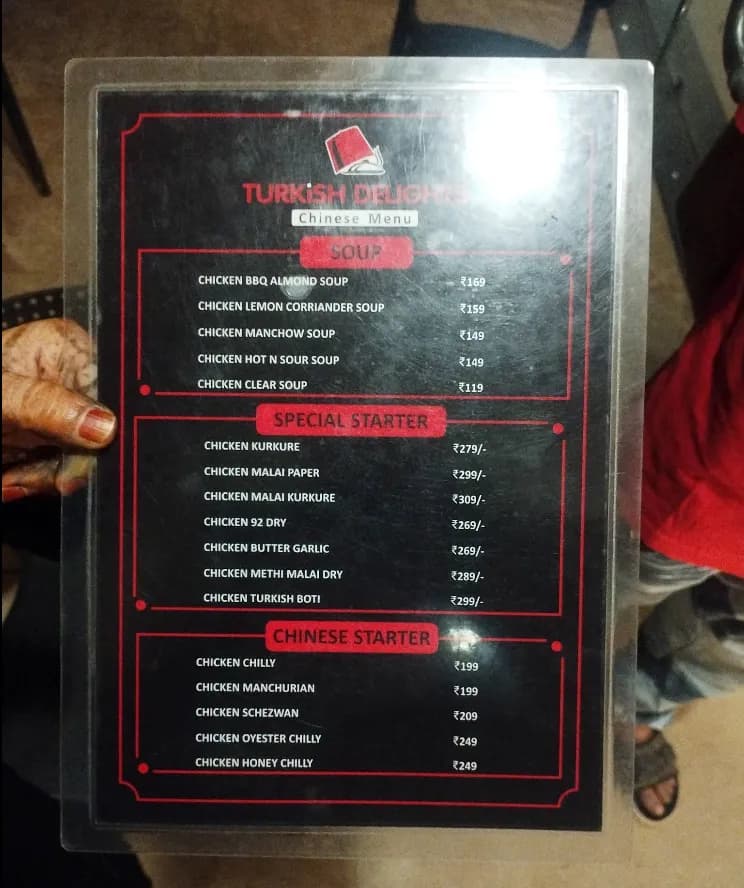 TURKiSH DELIGHTS
Chinese Menu
SOUP
CHICKEN BBQ ALMOND SOUP ₹169
CHICKEN LEMON CORRIANDER SOUP ₹159
CHICKEN MANCHOW SOUP ₹149
CHICKEN HOT N SOUR SOUP ₹149
CHICKEN CLEAR SOUP ₹119
SPECIAL STARTER
CHICKEN KURKURE ₹279/-
CHICKEN MALAI PAPER ₹299/-
CHICKEN MALAI KURKURE ₹309/-
CHICKEN 92 DRY ₹269/-
CHICKEN BUTTER GARLIC ₹269/-
CHICKEN METHI MALAI DRY ₹289/-
CHICKEN TURKISH BOTI ₹299/-
CHINESE STARTER
CHICKEN CHILLY ₹199
CHICKEN MANCHURIAN ₹199
CHICKEN SCHEZWAN ₹209
CHICKEN OYESTER CHILLY ₹249
CHICKEN HONEY CHILLY ₹249